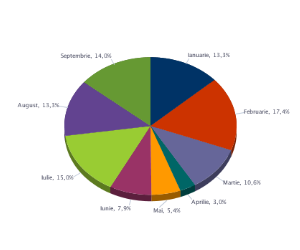 Septembrie, 14,0%
Ianuarie, 13,3%
August, 13,3%
Februarie, 17,4%
Iulie, 15,0%
Martie, 10,6%
Aprilie, 3,0%
Iunie, 7,9%
Mai, 5,4%